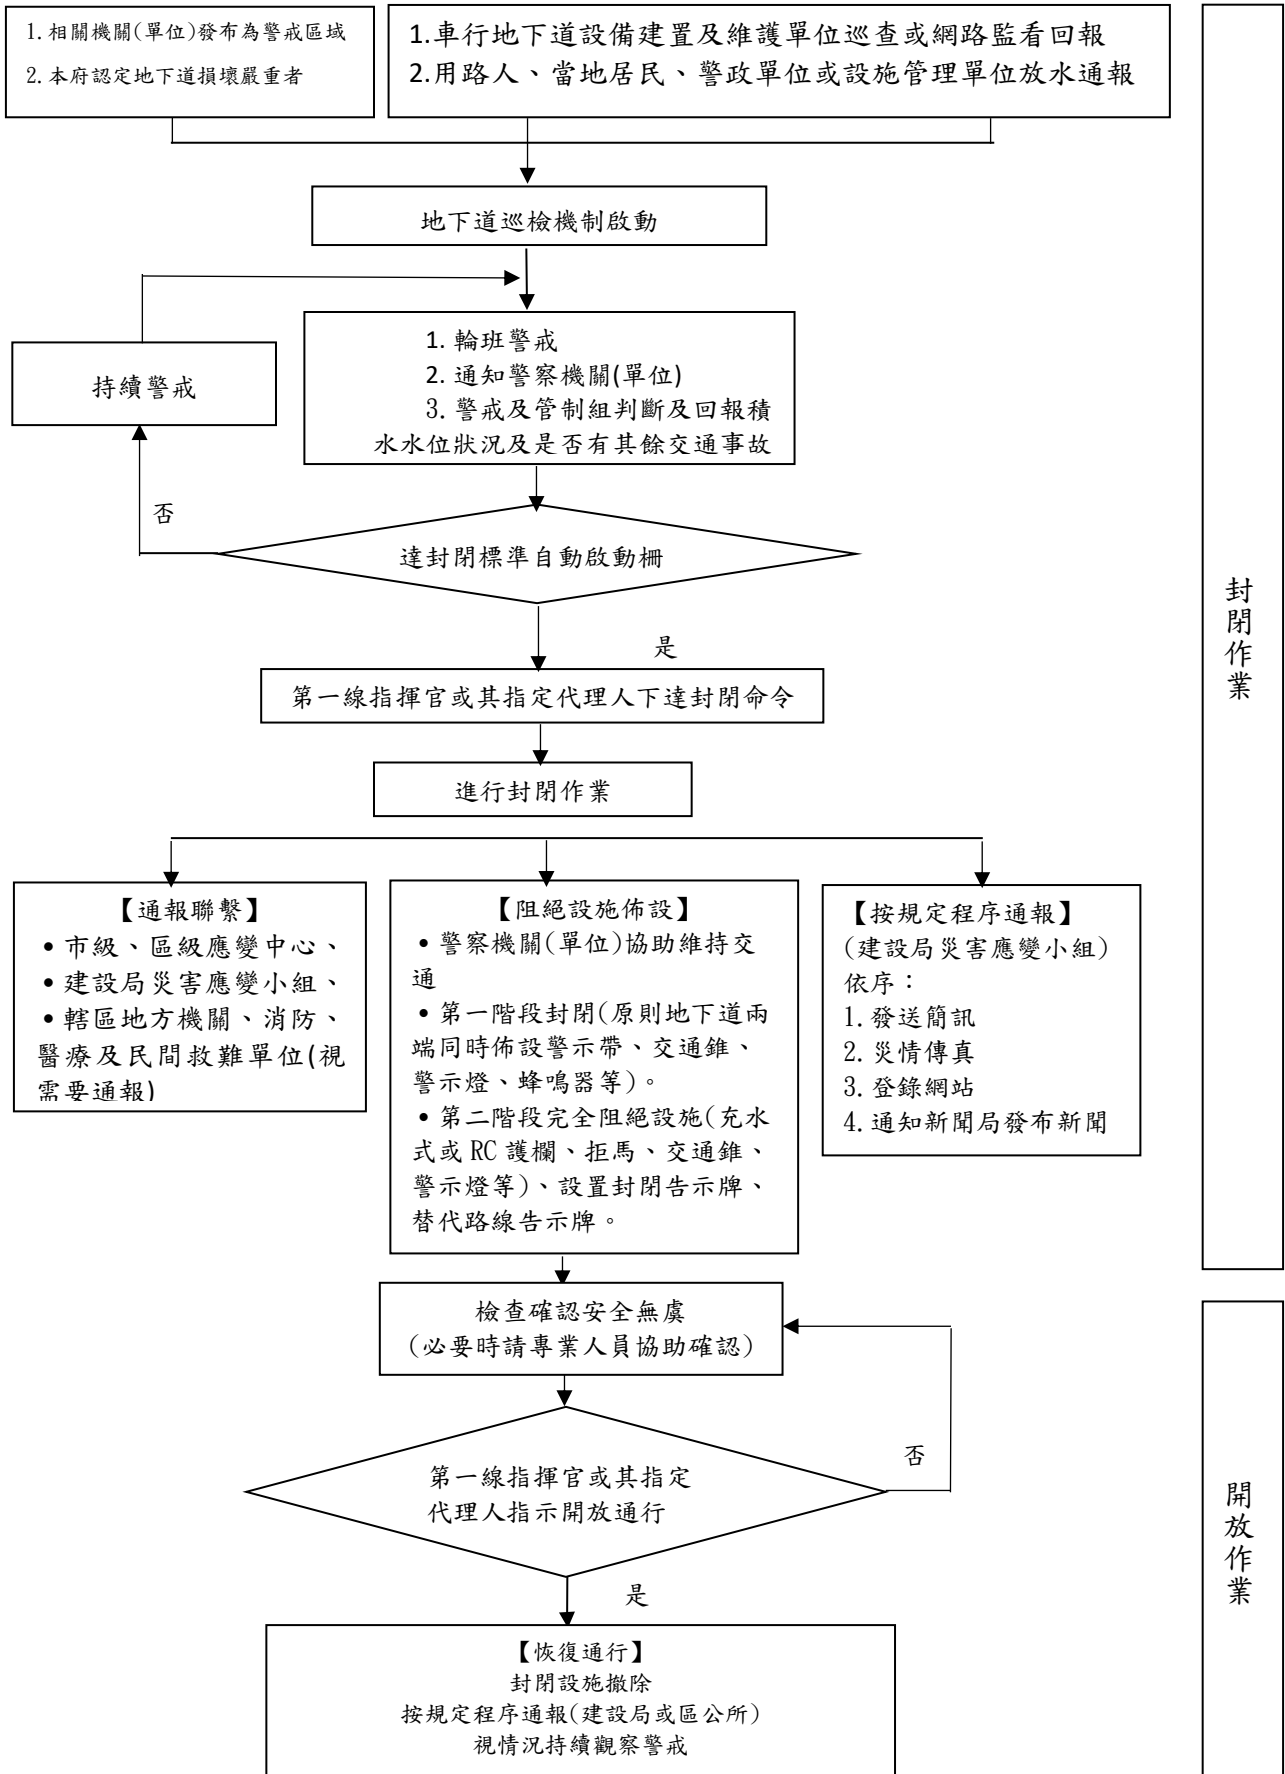 1.相關機關(單位)發布為警戒區域
2.本府認定地下道損壞嚴重者
1.車行地下道設備建置及維護單位巡查或網路監看回報
2.用路人、當地居民、警政單位或設施管理單位放水通報
地下道巡檢機制啟動
1. 輪班警戒
2. 通知警察機關(單位)
3. 警戒及管制組判斷及回報積
水水位狀況及是否有其餘交通事故
持續警戒
否
達封閉標準自動啟動柵
是
第一線指揮官或其指定代理人下達封閉命令
進行封閉作業
封閉作業
【通報聯繫】
•市級、區級應變中心、
•建設局災害應變小組、
•轄區地方機關、消防、
醫療及民間救難單位(視
需要通報)
【阻絕設施佈設】
•警察機關(單位)協助維持交
通
•第一階段封閉(原則地下道兩
端同時佈設警示帶、交通錐、
警示燈、蜂鳴器等)。
•第二階段完全阻絕設施(充水
式或 RC 護欄、拒馬、交通錐、
警示燈等)、設置封閉告示牌、
替代路線告示牌。
【按規定程序通報】
(建設局災害應變小組)
依序：
1.發送簡訊
2.災情傳真
3.登錄網站
4.通知新聞局發布新聞
檢查確認安全無虞
(必要時請專業人員協助確認)
第一線指揮官或其指定
代理人指示開放通行
否
是
開放作業
【恢復通行】
封閉設施撤除
按規定程序通報(建設局或區公所)
視情況持續觀察警戒